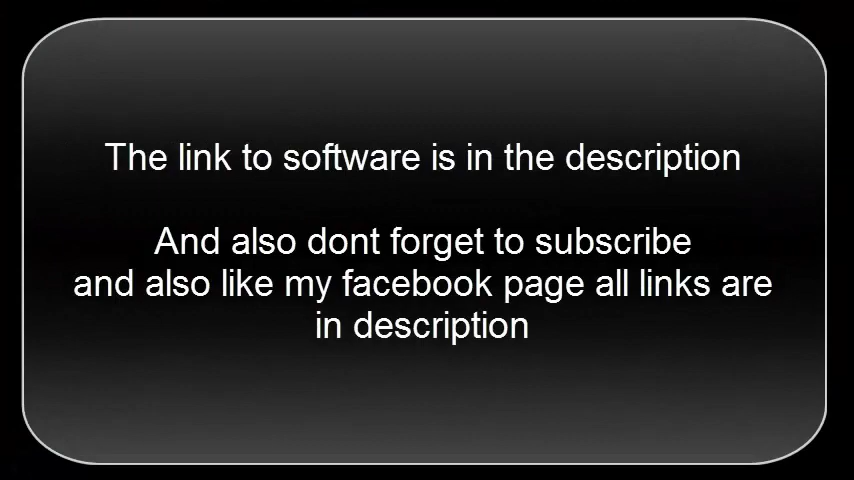 The link to software is in the description
And also dont forget to subscribe
and also like my facebook page all links are
in description